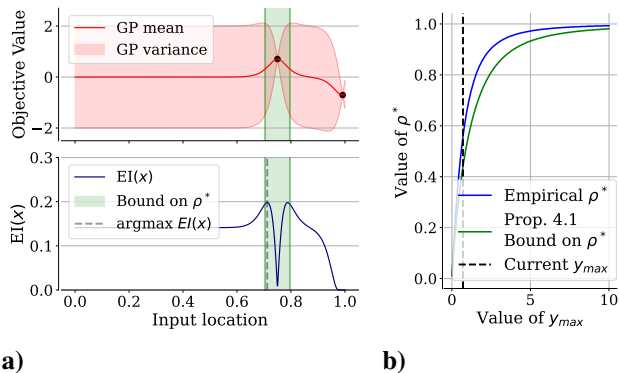 Objective Value
2
0
−2
GP mean
GP variance
EI(x)
0.3
0.2
0.1
0.0
EI(x)
Bound on ρ*
argmax EI(x)
0.0 0.2 0.4 0.6 0.8 1.0
Input location
a)
Value of ρ*
1.0
0.8
0.6
0.4
0.2
0.0
Empirical ρ*
Prop. 4.1
Bound on ρ*
Current ymax
0 5 10
Value of ymax
b)